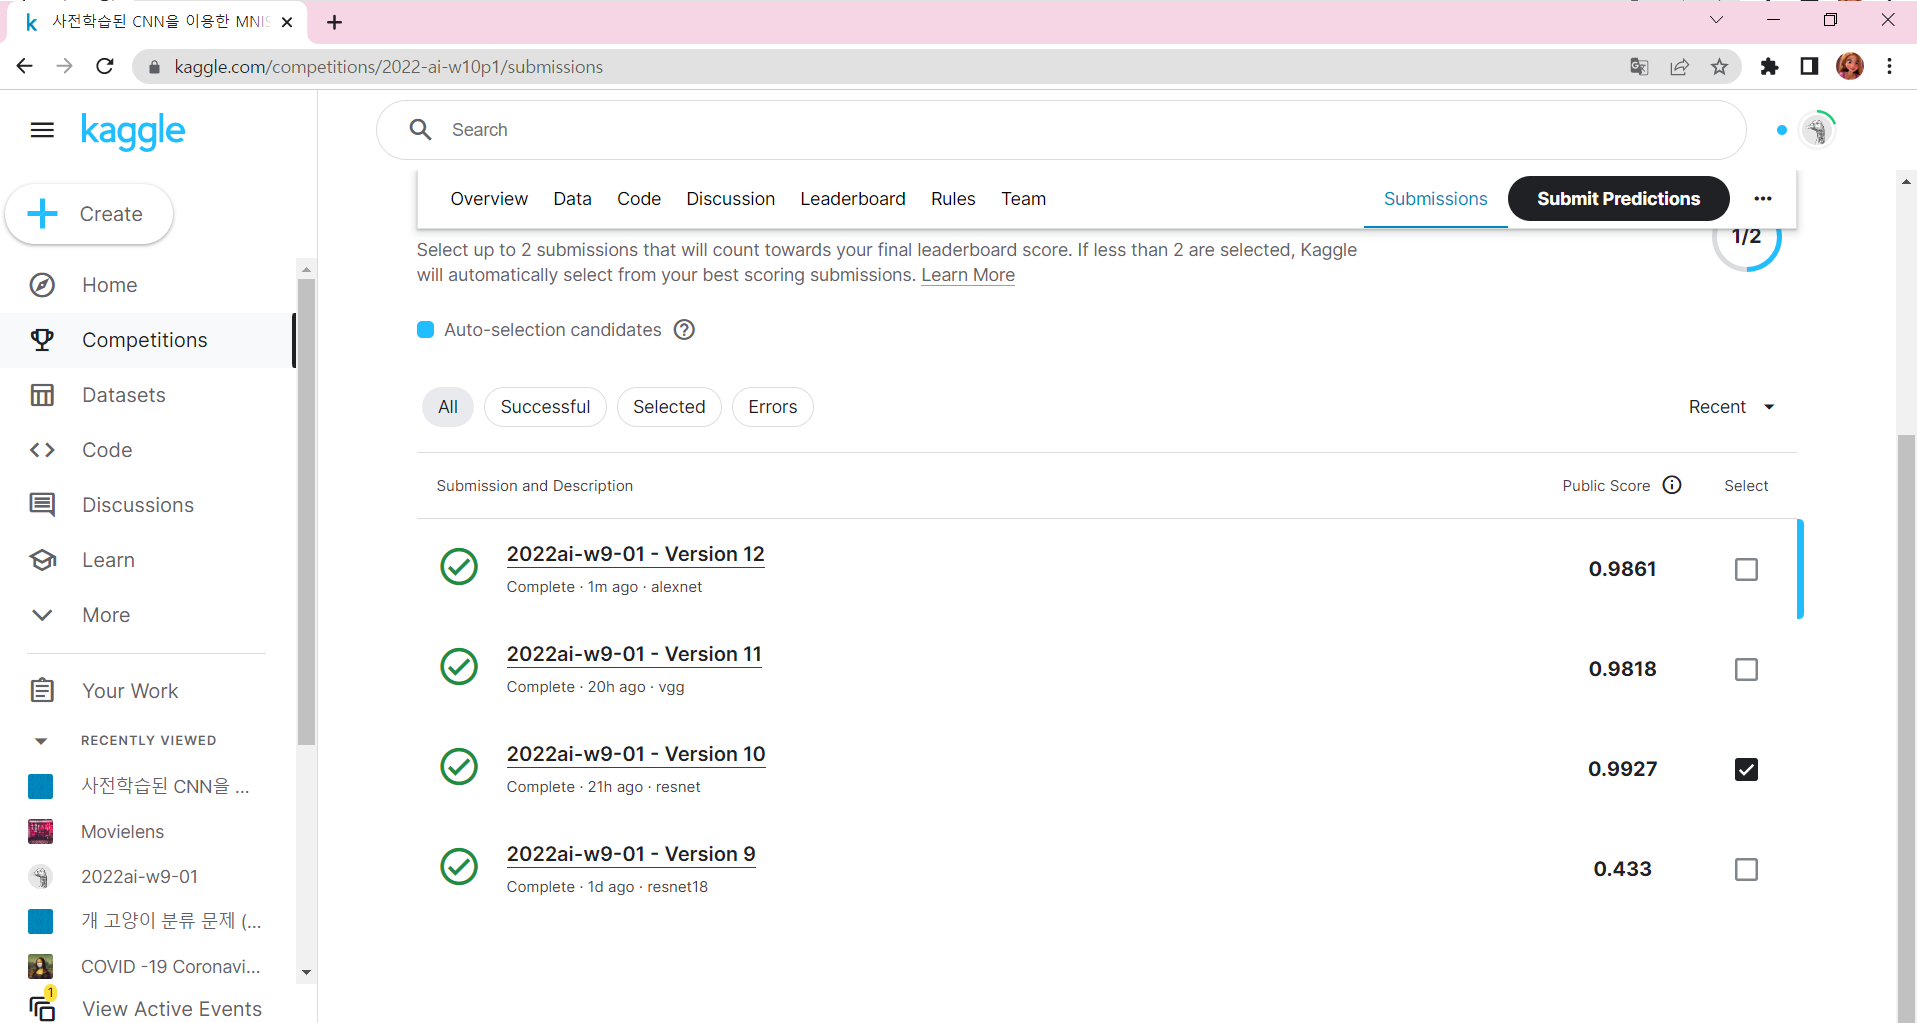 사전학습된 CNN을 이용한 MNIS
kaggle.com/competitions/2022-ai-w10p1/submissions
kaggle
Search
Create
Home
Competitions
Datasets
Code
Discussions
Learn
More
Your Work
RECENTLY VIEWED
사전학습된 CNN을 ...
Movielens
2022ai-w9-01
개 고양이 분류 문제 (...
COVID -19 Coronavi...
1
View Active Events
Overview Data Code Discussion Leaderboard Rules Team Submissions Submit Predictions
Select up to 2 submissions that will count towards your final leaderboard score. If less than 2 are selected, Kaggle
will automatically select from your best scoring submissions. Learn More
1/2
Auto-selection candidates
All Successful Selected Errors Recent
Submission and Description Public Score Select
2022ai-w9-01 - Version 12
Complete · 1m ago · alexnet
0.9861
2022ai-w9-01 - Version 11
Complete · 20h ago · vgg
0.9818
2022ai-w9-01 - Version 10
Complete · 21h ago · resnet
0.9927
2022ai-w9-01 - Version 9
Complete · 1d ago · resnet18
0.433